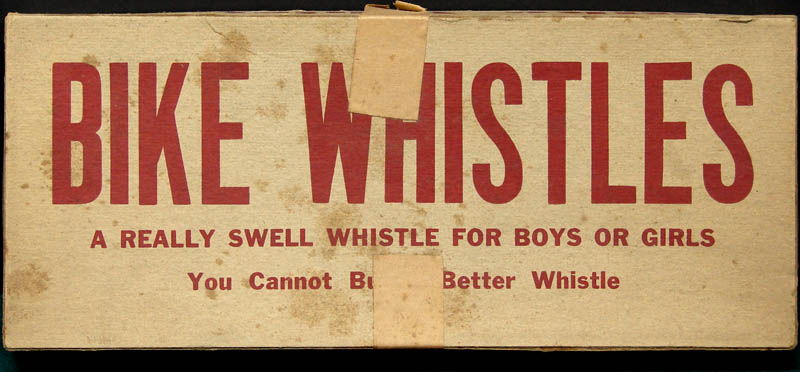 BIKE WHISTLES
A REALLY SWELL WHISTLE FOR BOYS OR GIRLS
You Cannot Better Whistle